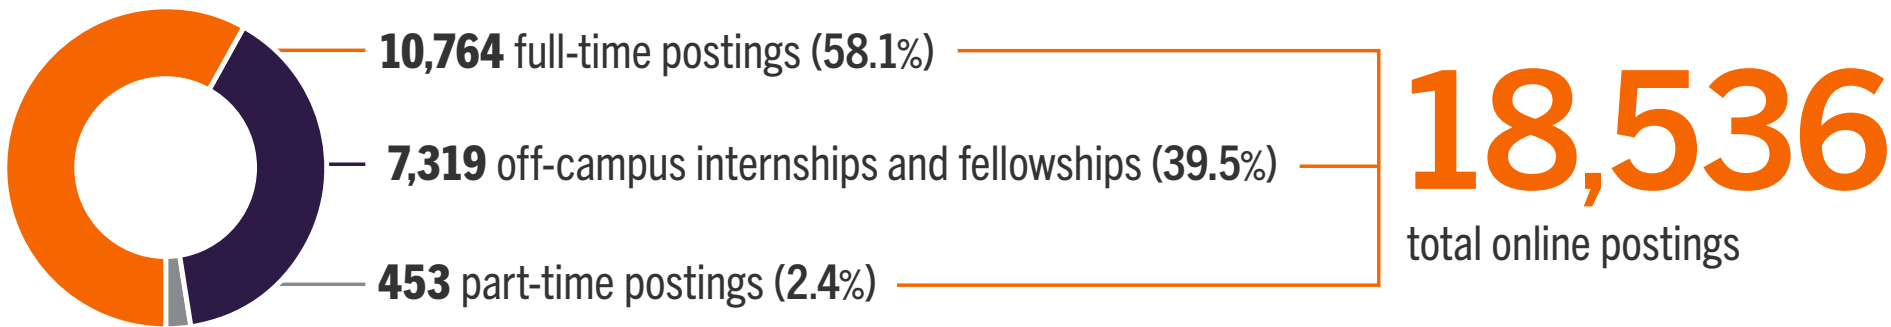 10,764 full-time postings (58.1%)
7,319 off-campus internships and fellowships (39.5%)
453 part-time postings (2.4%)
18,536
total online postings